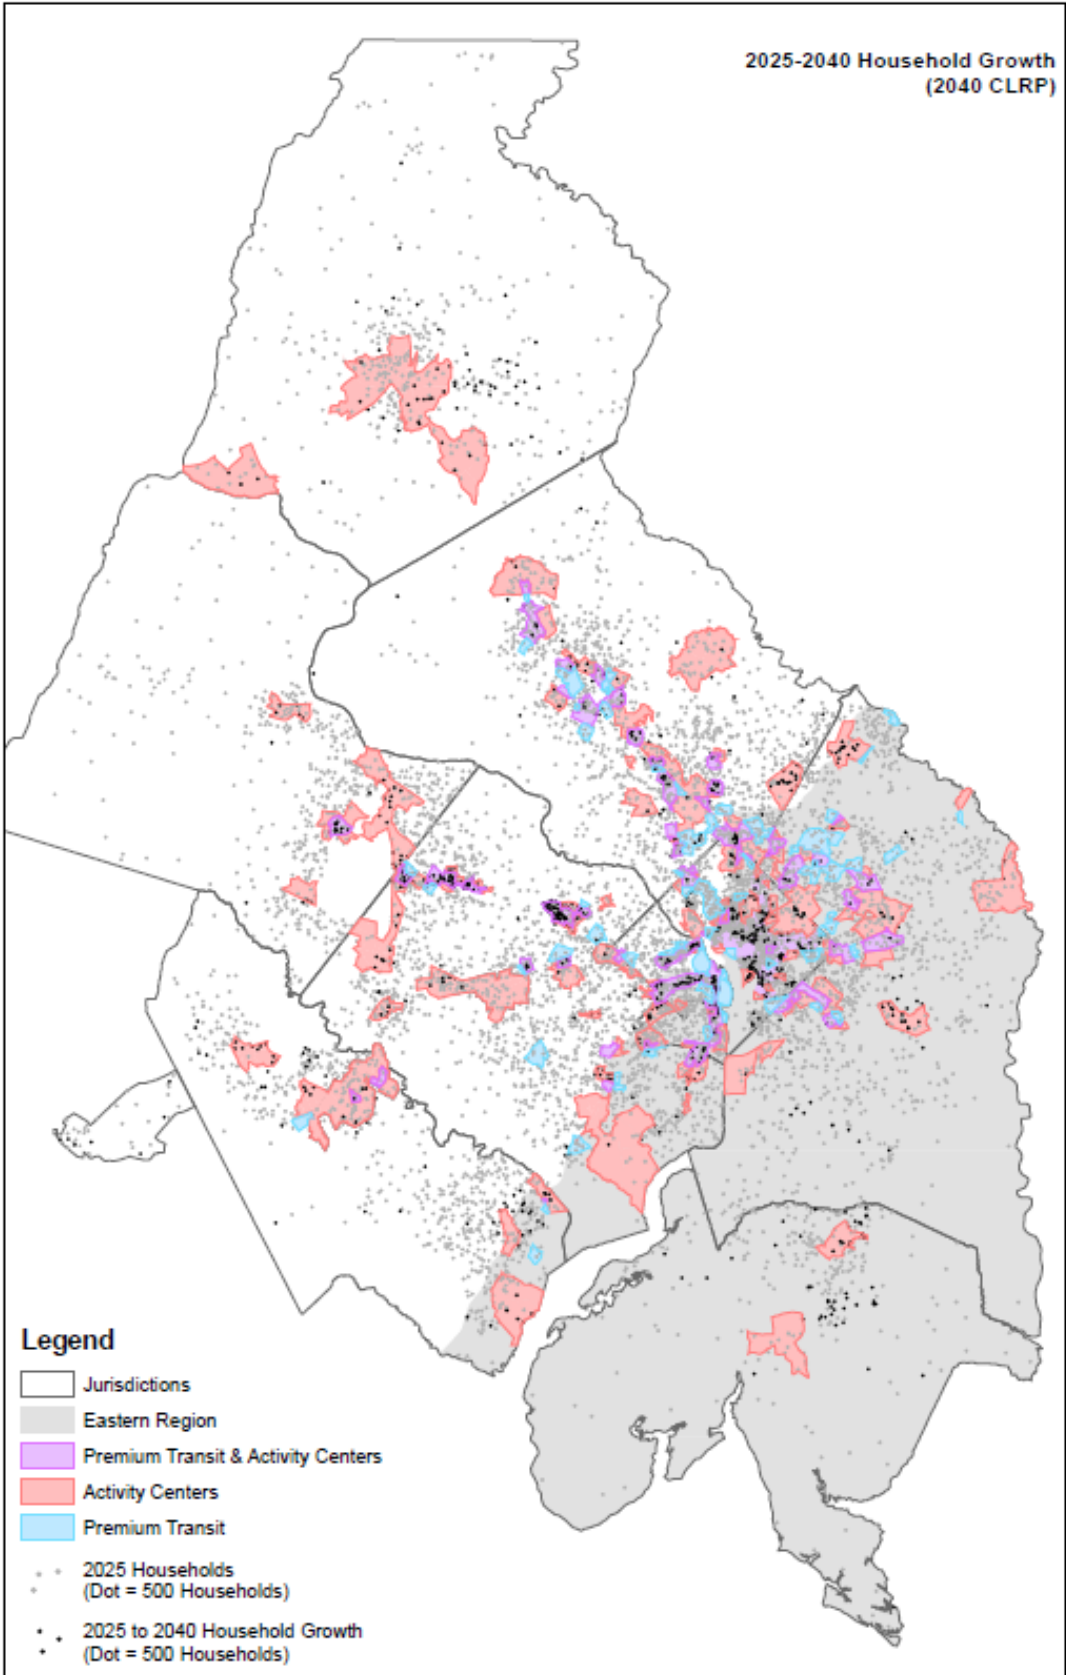 2025-2040 Household Growth
(2040 CLRP)
Legend
Jurisdictions
Eastern Region
Premium Transit & Activity Centers
Activity Centers
Premium Transit
2025 Households
(Dot = 500 Households)
2025 to 2040 Household Growth
(Dot = 500 Households)